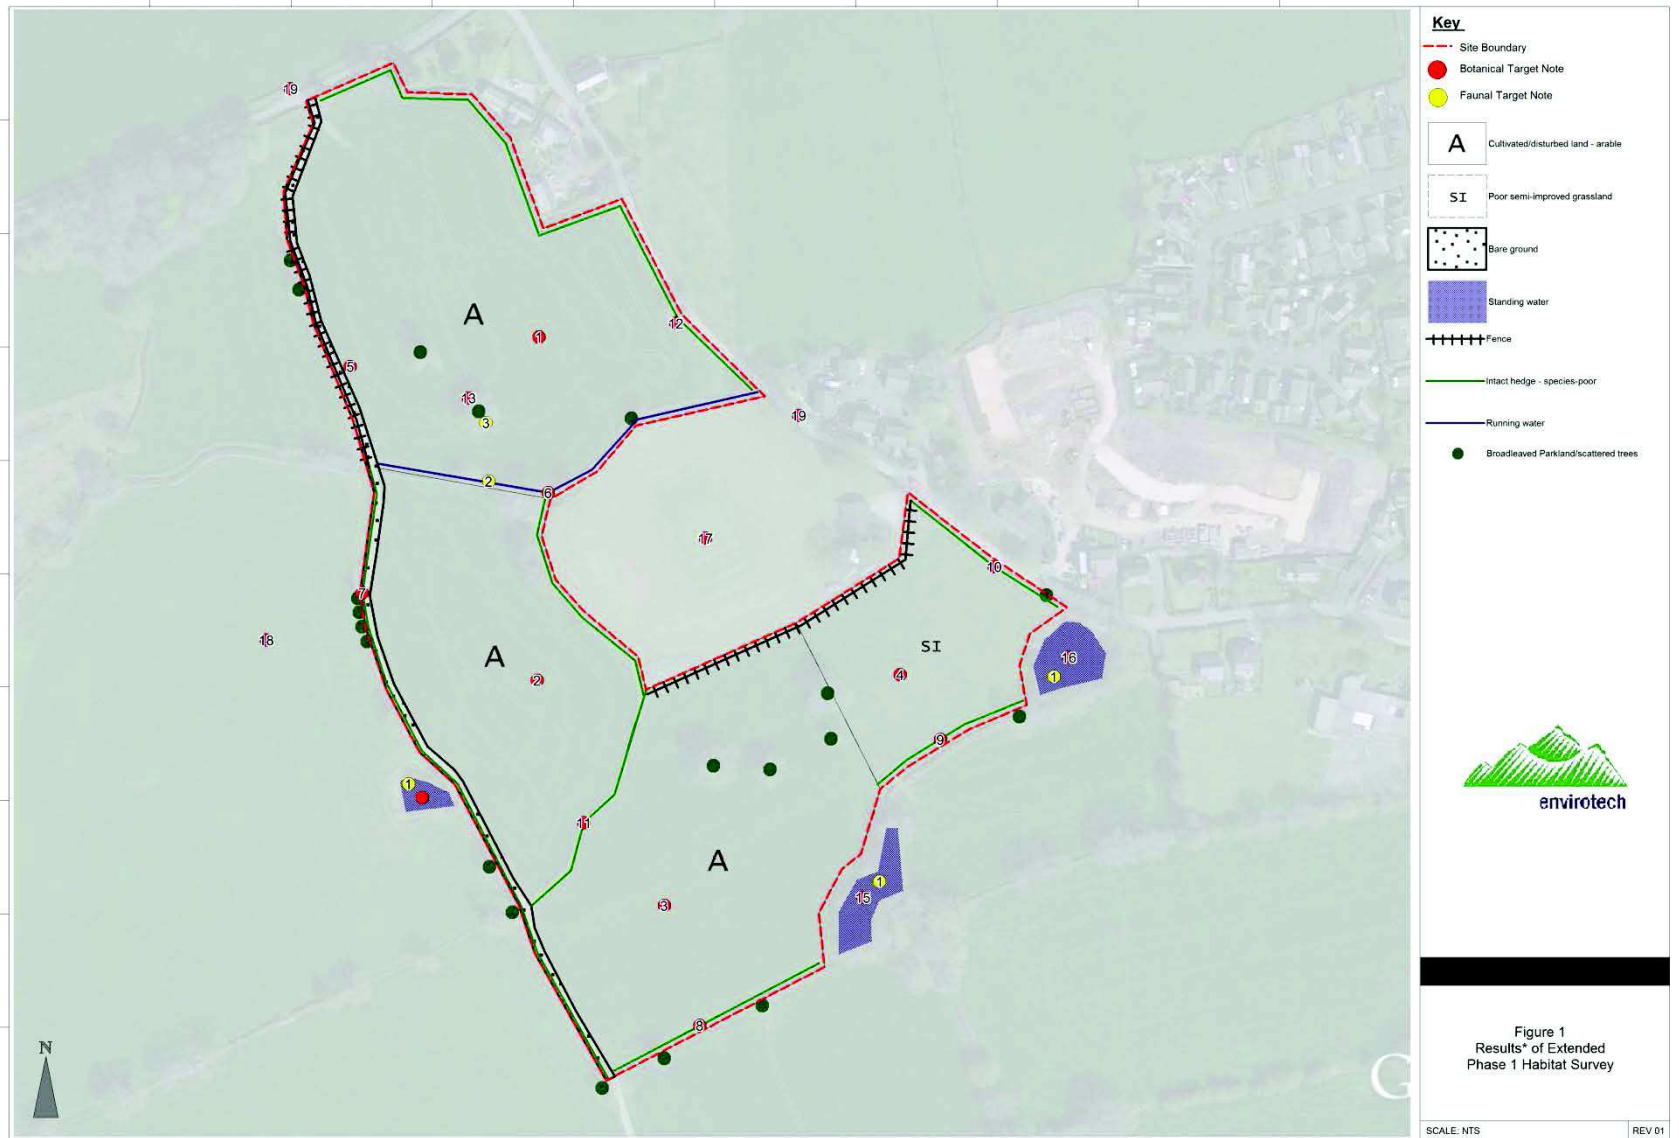 19
12
A
1
5
13
3
19
2
6
17
10
7
18
SI
16
A
4
1
2
9
1
11
A
1
15
3
8
N
G
Key
Site Boundary
Botanical Target Note
Faunal Target Note
A Cultivated/disturbed land - arable
SI Poor semi-improved grassland
Bare ground
Standing water
Fence
Intact hedge - species-poor
Running water
Broadleaved Parkland/scattered trees
envirotech
Figure 1
Results* of Extended
Phase 1 Habitat Survey
SCALE: NTS REV 01